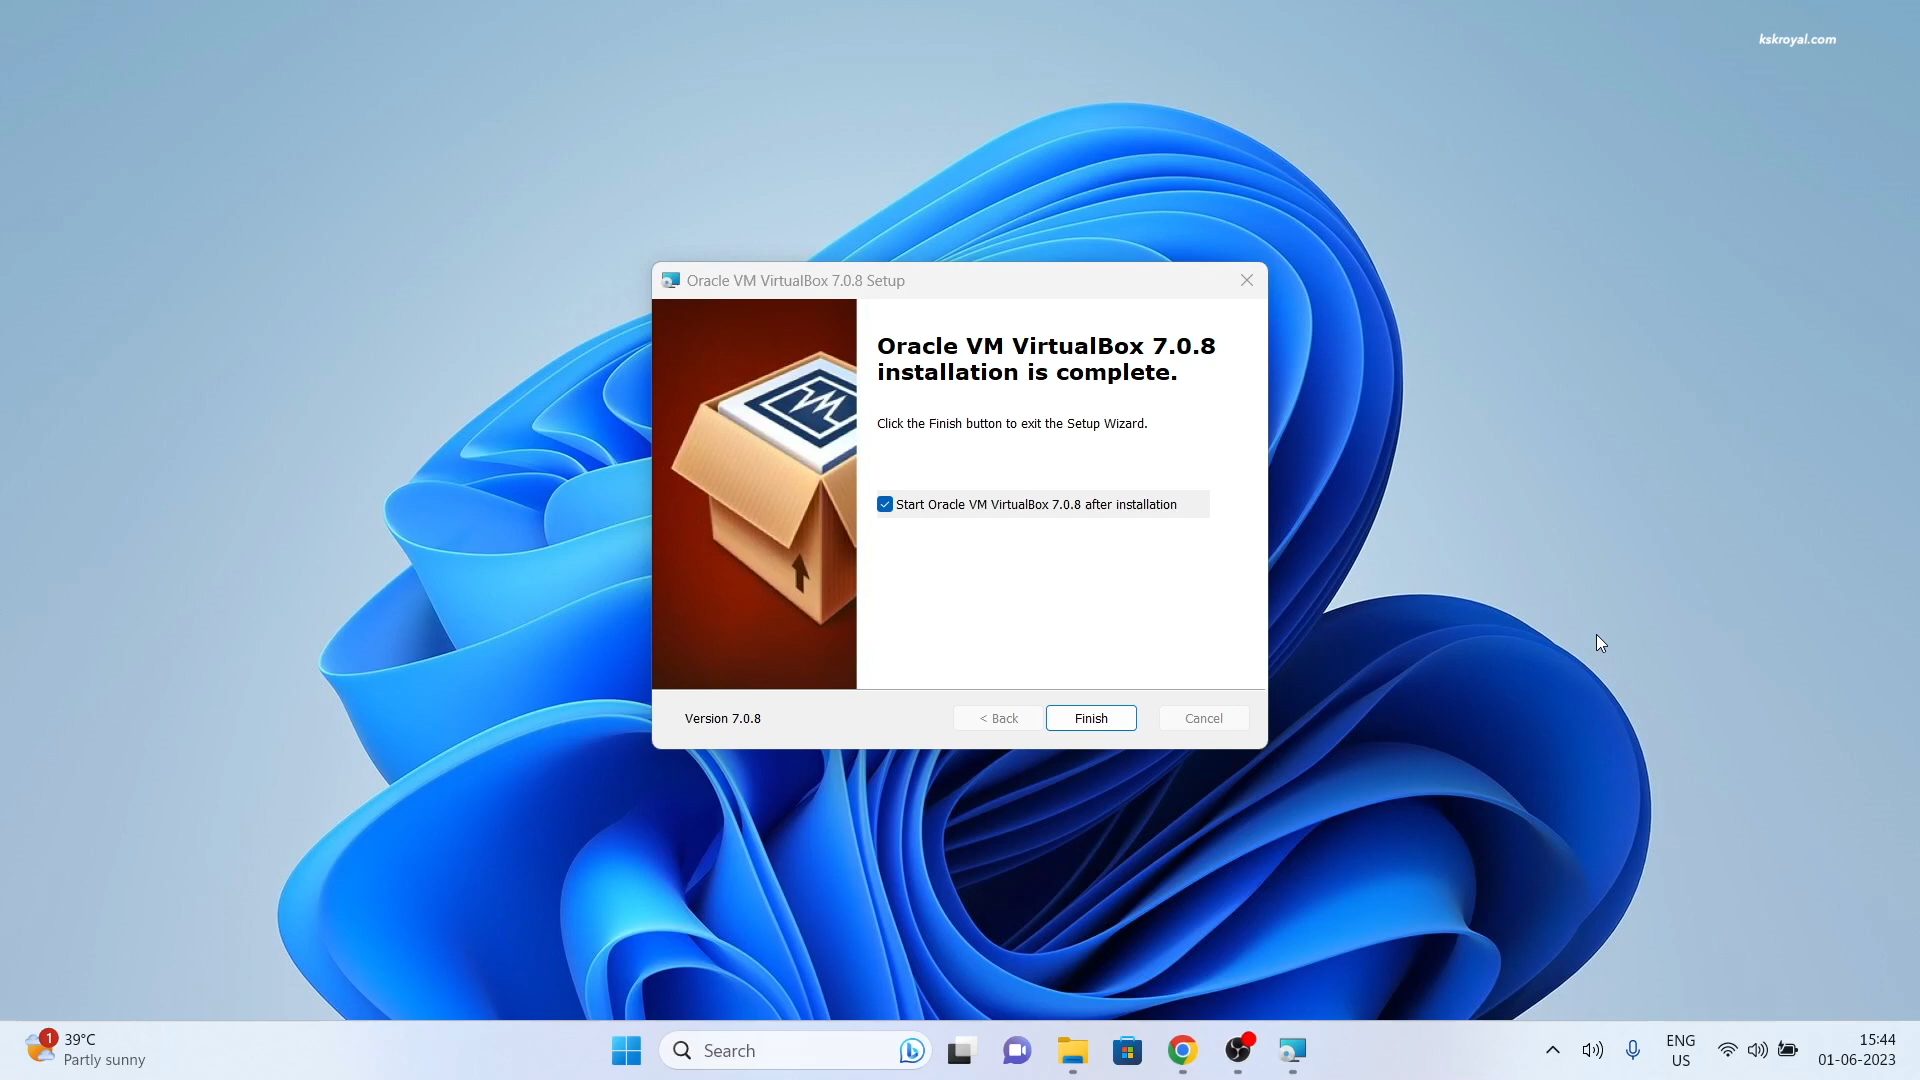 kskroyal.com
Oracle VM VirtualBox 7.0.8 Setup
Oracle VM VirtualBox 7.0.8
installation is complete.
Click the Finish button to exit the Setup Wizard.
Start Oracle VM VirtualBox 7.0.8 after installation
Version 7.0.8
< Back
Finish
Cancel
1
39°C
Partly sunny
Search
ENG
US
15:44
01-06-2023